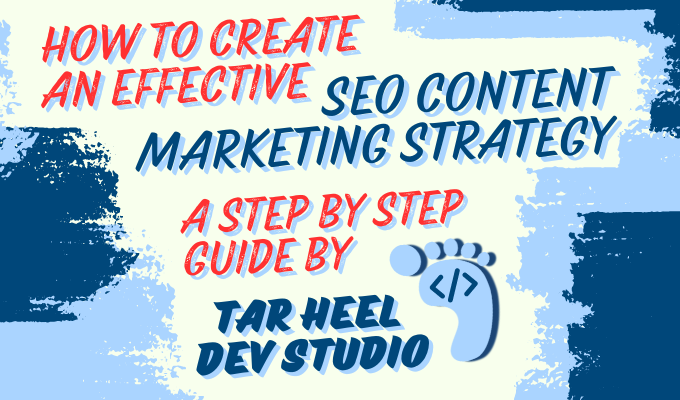 HOW TO CREATE
AN EFFECTIVE SEO CONTENT
MARKETING STRATEGY
A STEP BY STEP
GUIDE BY
TAR HEEL
DEV STUDIO
</>